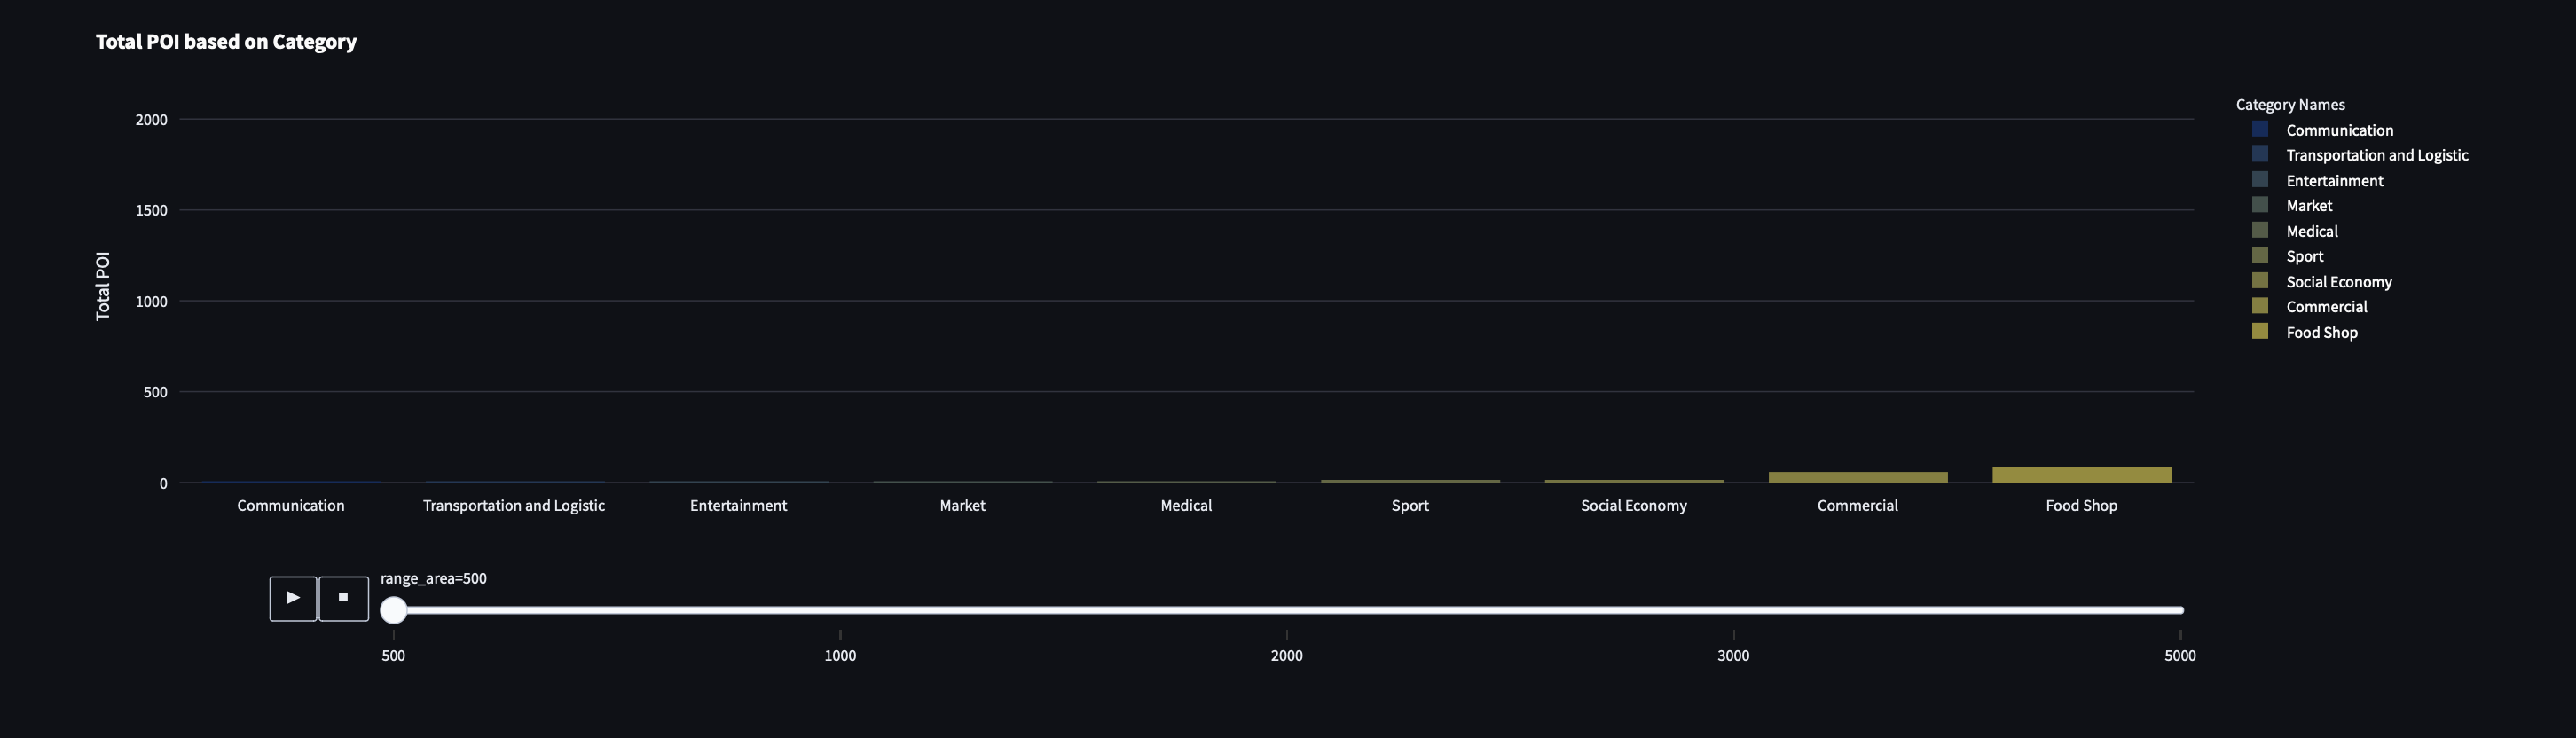 Total POI based on Category
Total POI
2000
1500
1000
500
0
Communication
Transportation and Logistic
Entertainment
Market
Medical
Sport
Social Economy
Commercial
Food Shop
Category Names
Communication
Transportation and Logistic
Entertainment
Market
Medical
Sport
Social Economy
Commercial
Food Shop
range_area=500
500
1000
2000
3000
5000